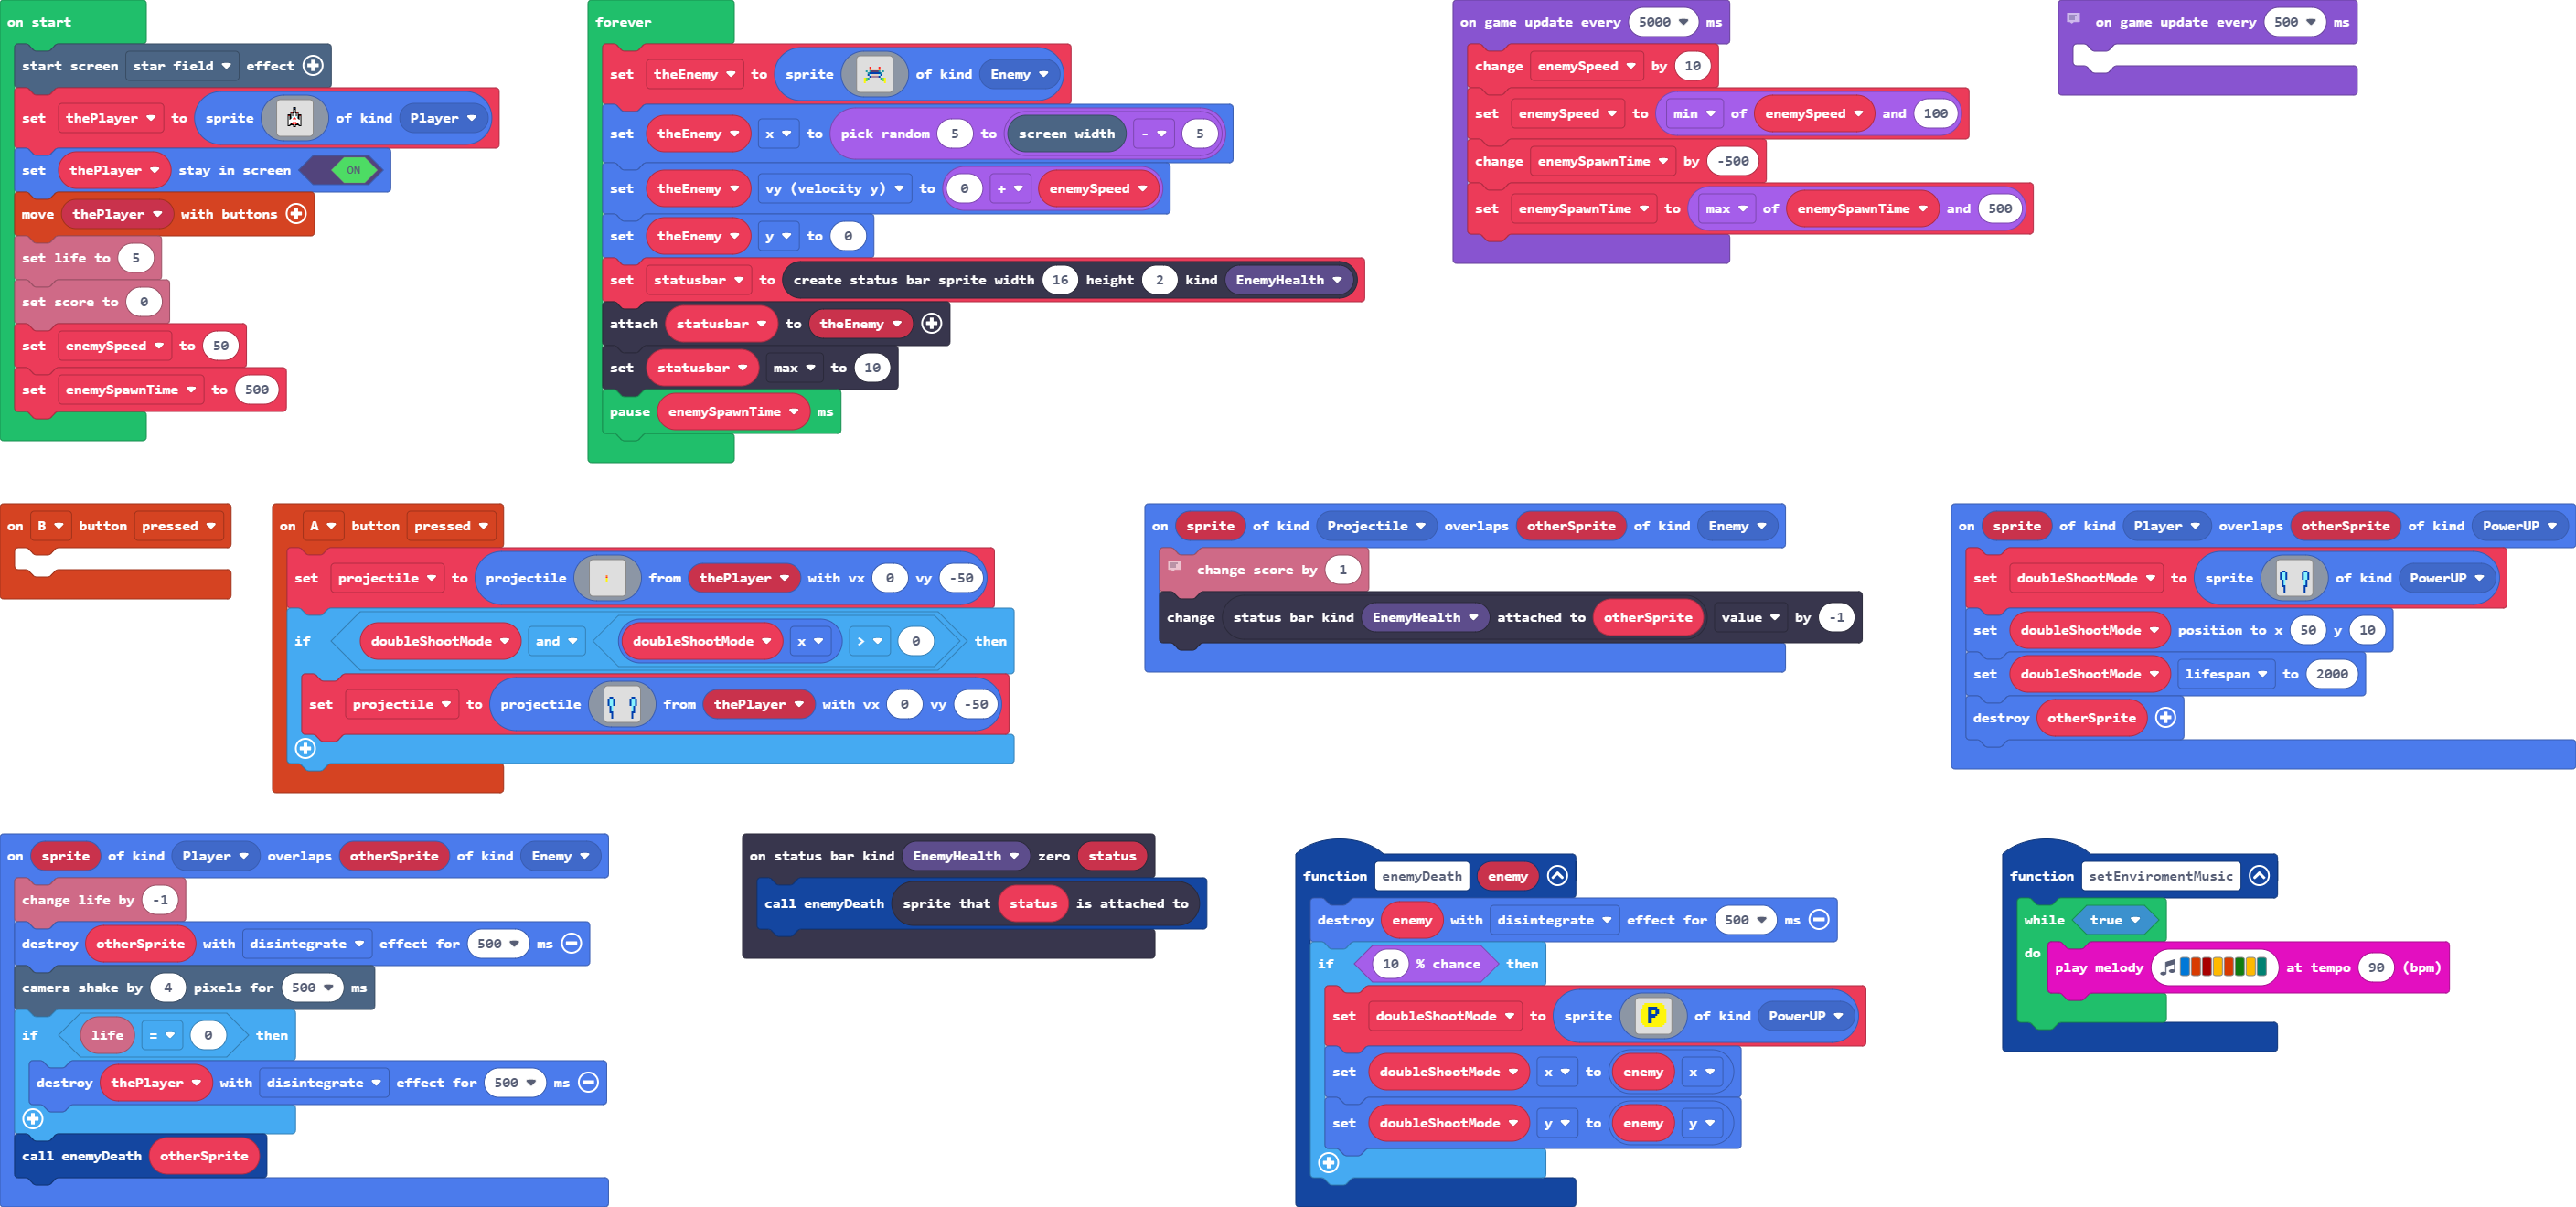 on start
start screen star field effect
set thePlayer to sprite of kind Player
set thePlayer stay in screen ON
move thePlayer with buttons
set life to 5
set score to 0
set enemySpeed to 50
set enemySpawnTime to 500
forever
set theEnemy to sprite of kind Enemy
set theEnemy x to pick random 5 to screen width - 5
set theEnemy vy (velocity y) to 0 + enemySpeed
set theEnemy y to 0
set statusbar to create status bar sprite width 16 height 2 kind EnemyHealth
attach statusbar to theEnemy
set statusbar max to 10
pause enemySpawnTime ms
on game update every 5000 ms
change enemySpeed by 10
set enemySpeed to min of enemySpeed and 100
change enemySpawnTime by -500
set enemySpawnTime to max of enemySpawnTime and 500
on game update every 500 ms
on B button pressed
on A button pressed
set projectile to projectile from thePlayer with vx 0 vy -50
if doubleShootMode and doubleShootMode x > 0 then
set projectile to projectile from thePlayer with vx 0 vy -50
on sprite of kind Projectile overlaps otherSprite of kind Enemy
change score by 1
change status bar kind EnemyHealth attached to otherSprite value by -1
on sprite of kind Player overlaps otherSprite of kind PowerUP
set doubleShootMode to sprite of kind PowerUP
set doubleShootMode position to x 50 y 10
set doubleShootMode lifespan to 2000
destroy otherSprite
on sprite of kind Player overlaps otherSprite of kind Enemy
change life by -1
destroy otherSprite with disintegrate effect for 500 ms
camera shake by 4 pixels for 500 ms
if life = 0 then
destroy thePlayer with disintegrate effect for 500 ms
call enemyDeath otherSprite
on status bar kind EnemyHealth zero status
call enemyDeath sprite that status is attached to
function enemyDeath enemy
destroy enemy with disintegrate effect for 500 ms
if 10 % chance then
set doubleShootMode to sprite P of kind PowerUP
set doubleShootMode x to enemy x
set doubleShootMode y to enemy y
function setEnviromentMusic
while true
do
play melody at tempo 90 (bpm)